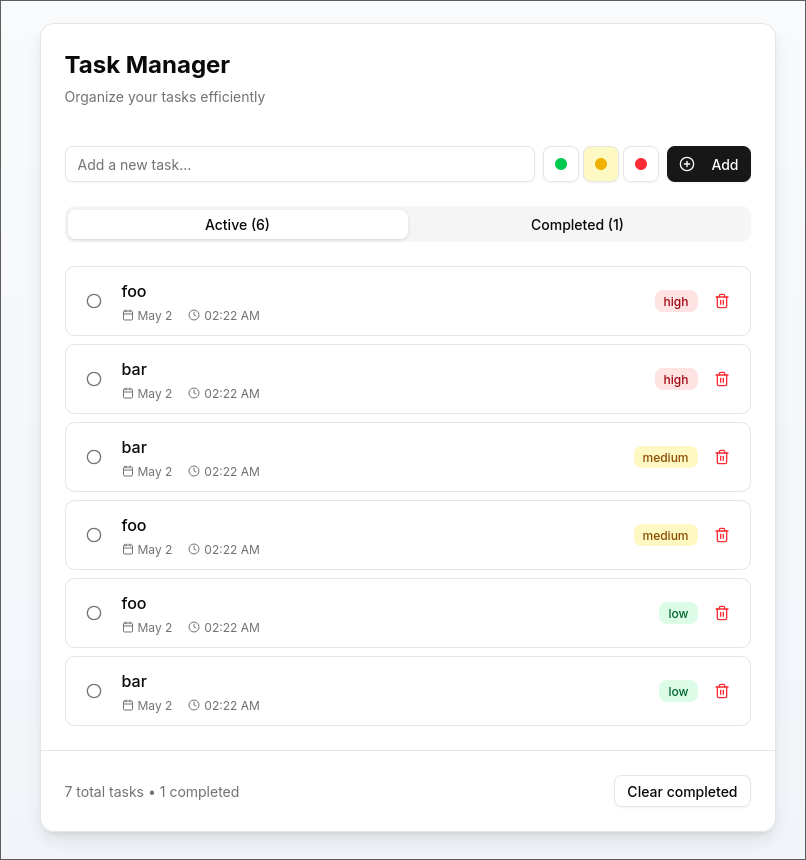 Task Manager
Organize your tasks efficiently
Add a new task...
Add
Active (6)
Completed (1)
foo
May 2 02:22 AM
high
bar
May 2 02:22 AM
high
bar
May 2 02:22 AM
medium
foo
May 2 02:22 AM
medium
foo
May 2 02:22 AM
low
bar
May 2 02:22 AM
low
7 total tasks • 1 completed
Clear completed